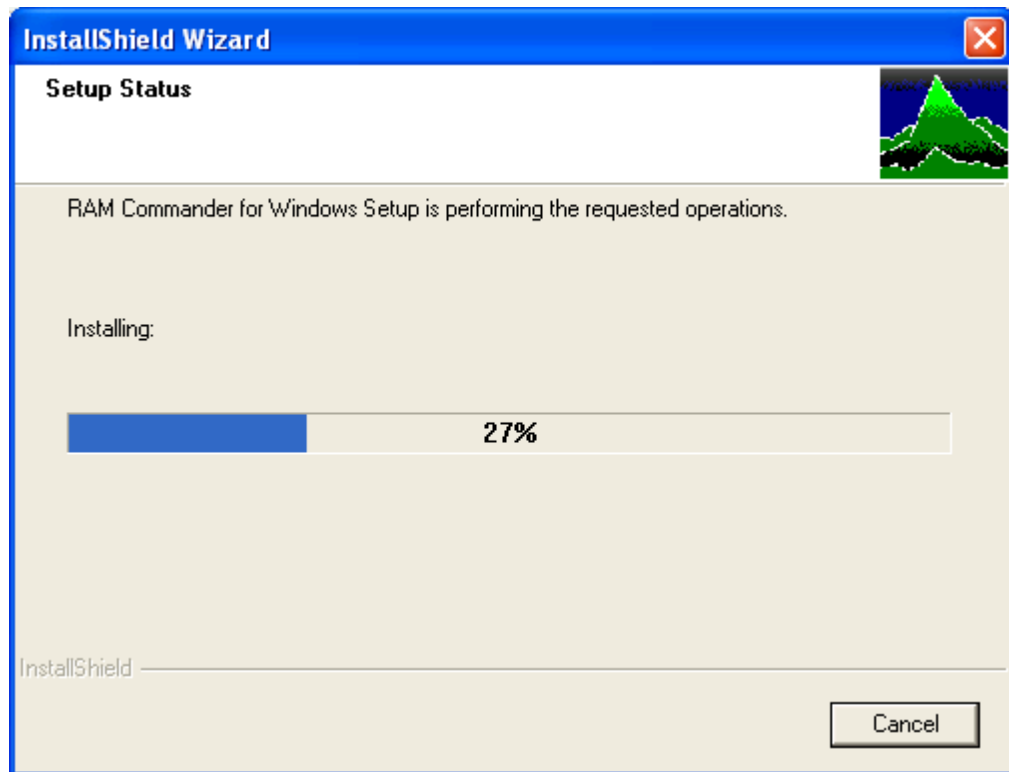 InstallShield Wizard
Setup Status
RAM Commander for Windows Setup is performing the requested operations.
Installing:
27%
InstallShield
Cancel